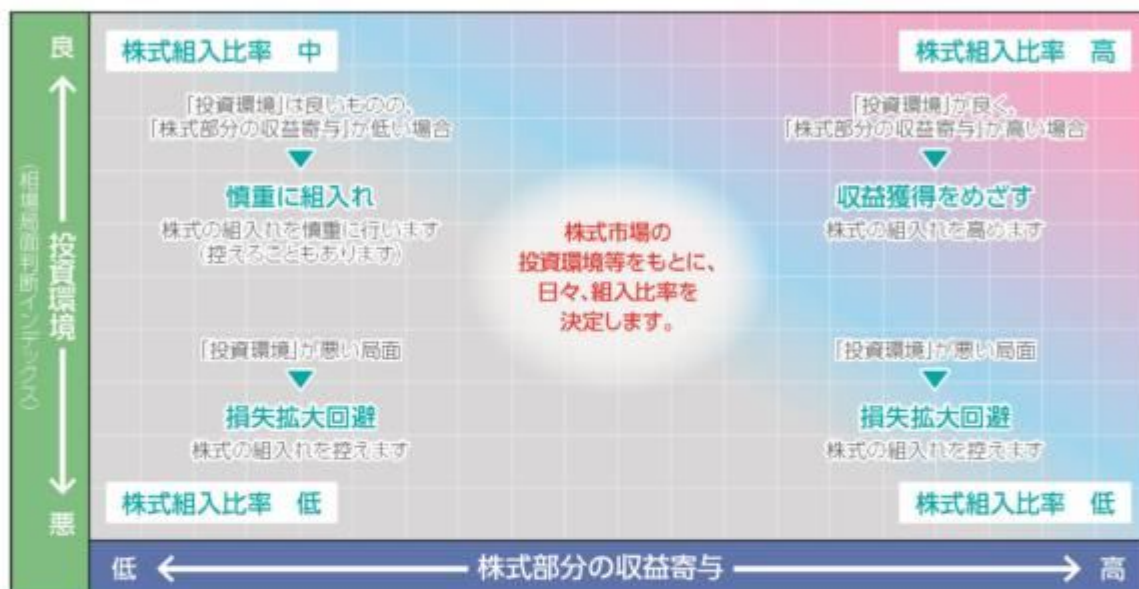 良
投資環境
(相場局面判断インデックス)
悪
株式組入比率 中
「投資環境」は良いものの、
「株式部分の収益寄与」が低い場合
慎重に組入れ
株式の組入れを慎重に行います
(控えることもあります)
株式組入比率 高
「投資環境」が良く、
「株式部分の収益寄与」が高い場合
収益獲得をめざす
株式の組入れを高めます
株式市場の
投資環境等をもとに、
日々、組入比率を
決定します。
「投資環境」が悪い局面
損失拡大回避
株式の組入れを控えます
株式組入比率 低
「投資環境」が悪い局面
損失拡大回避
株式の組入れを控えます
株式組入比率 低
低
株式部分の収益寄与
高